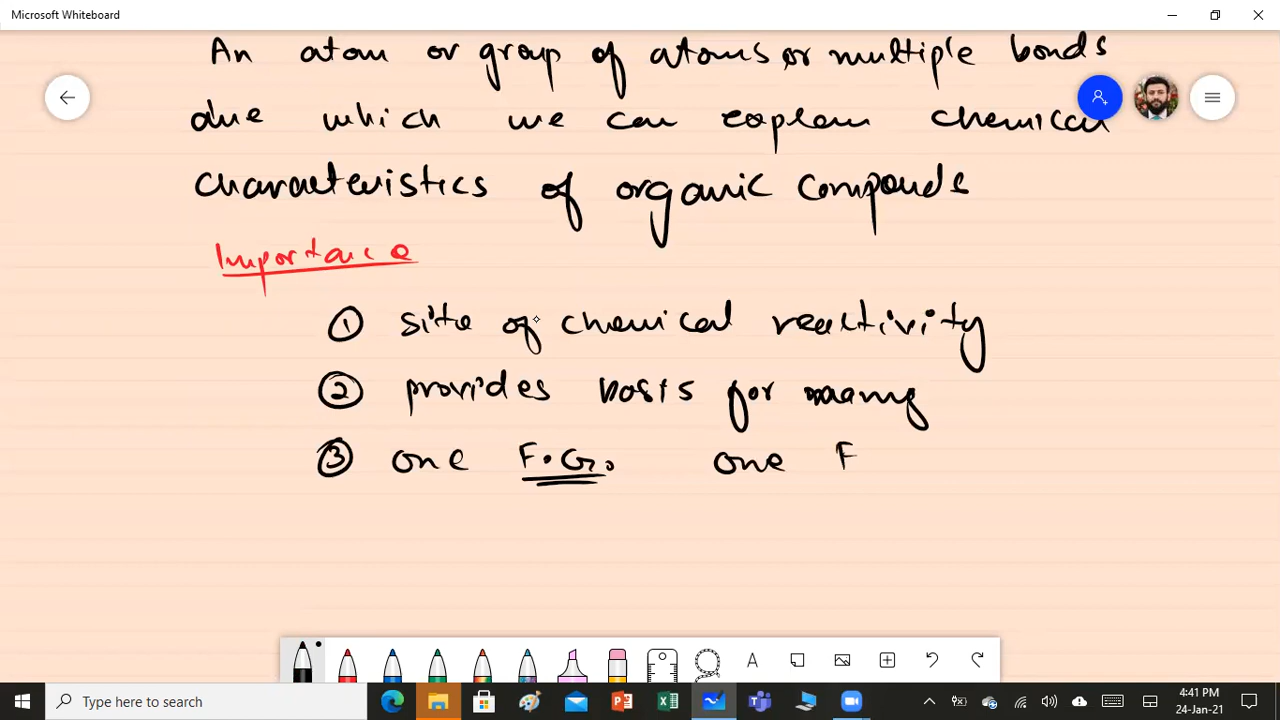 Microsoft Whiteboard
An atom or group of atoms or multiple bonds
due which we can explain chemical
characteristics of organic compounds
Importance
① site of chemical reactivity
② provides basis for many
③ one F.G. one F
Type here to search
4:41 PM
24-Jan-21